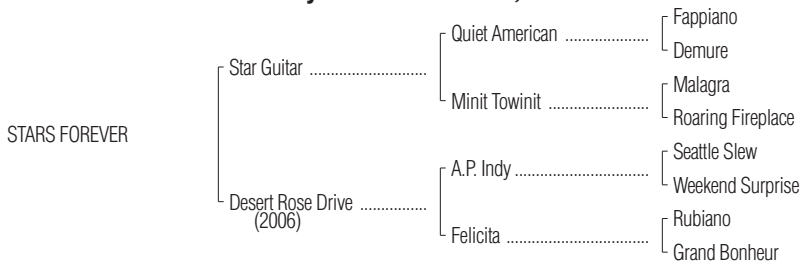 Fappiano
Quiet American ....................
Demure
Star Guitar ............................
Malagra
Minit Towinit ........................
Roaring Fireplace
STARS FOREVER
Seattle Slew
A.P. Indy ................................
Weekend Surprise
Desert Rose Drive ................
(2006)
Rubiano
Felicita ..................................
Grand Bonheur